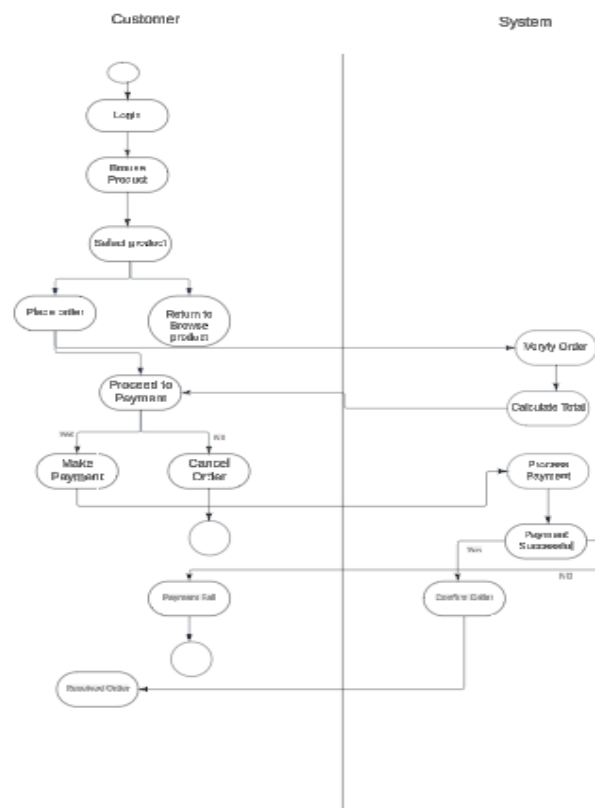 Customer
System
Login
Browse
Product
Select product
Place order
Return to
Browse
product
Veryfy Order
Proceed to
Payment
Calculate Total
Yes
NO
Make
Payment
Cancel
Order
Process
Payment
Payment
Successful
Yes
NO
Payment Fail
Confirm Order
Received Order